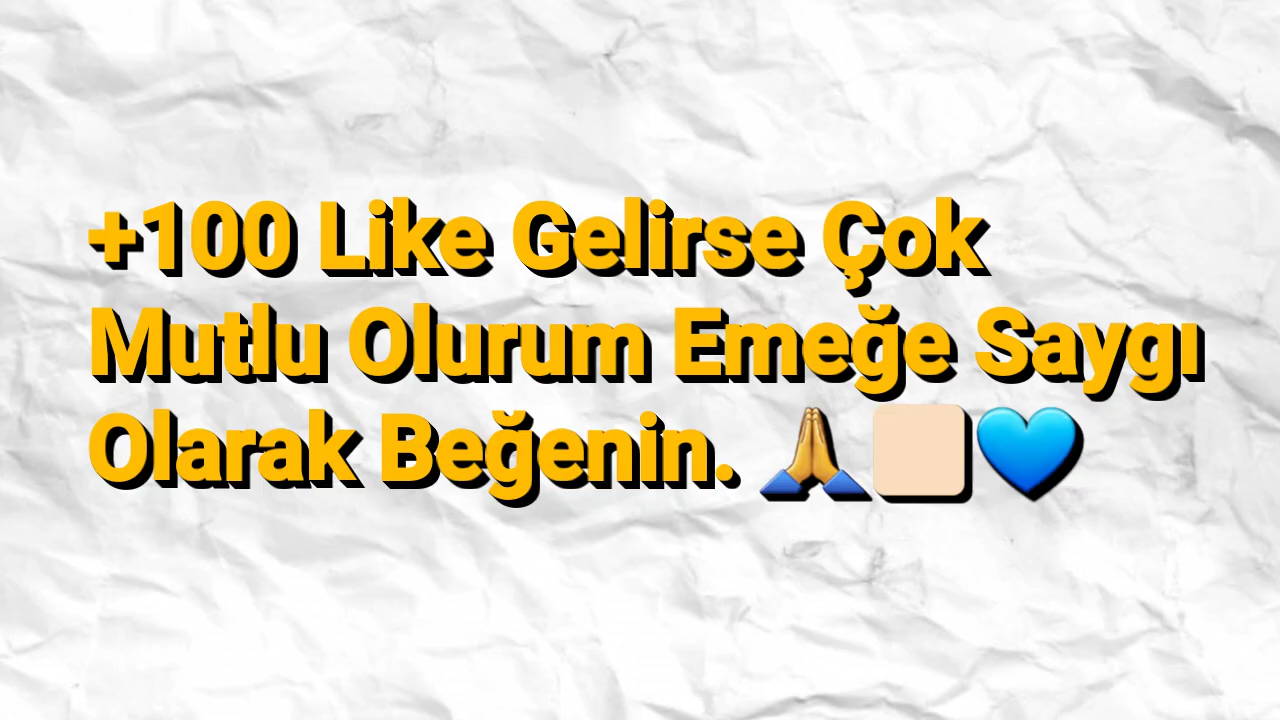 +100 Like Gelirse Çok
Mutlu Olurum Emeğe Saygı
Olarak Beğenin. 🙏🏻💙